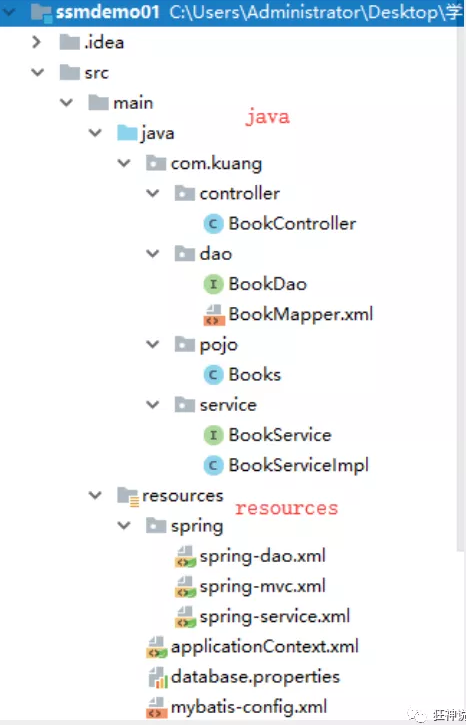 ssmdemo01 C:\Users\Administrator\Desktop\学
.idea
src
main
java
java
com.kuang
controller
BookController
dao
BookDao
BookMapper.xml
pojo
Books
service
BookService
BookServiceImpl
resources
resources
spring
spring-dao.xml
spring-mvc.xml
spring-service.xml
applicationContext.xml
database.properties
mybatis-config.xml
狂神说